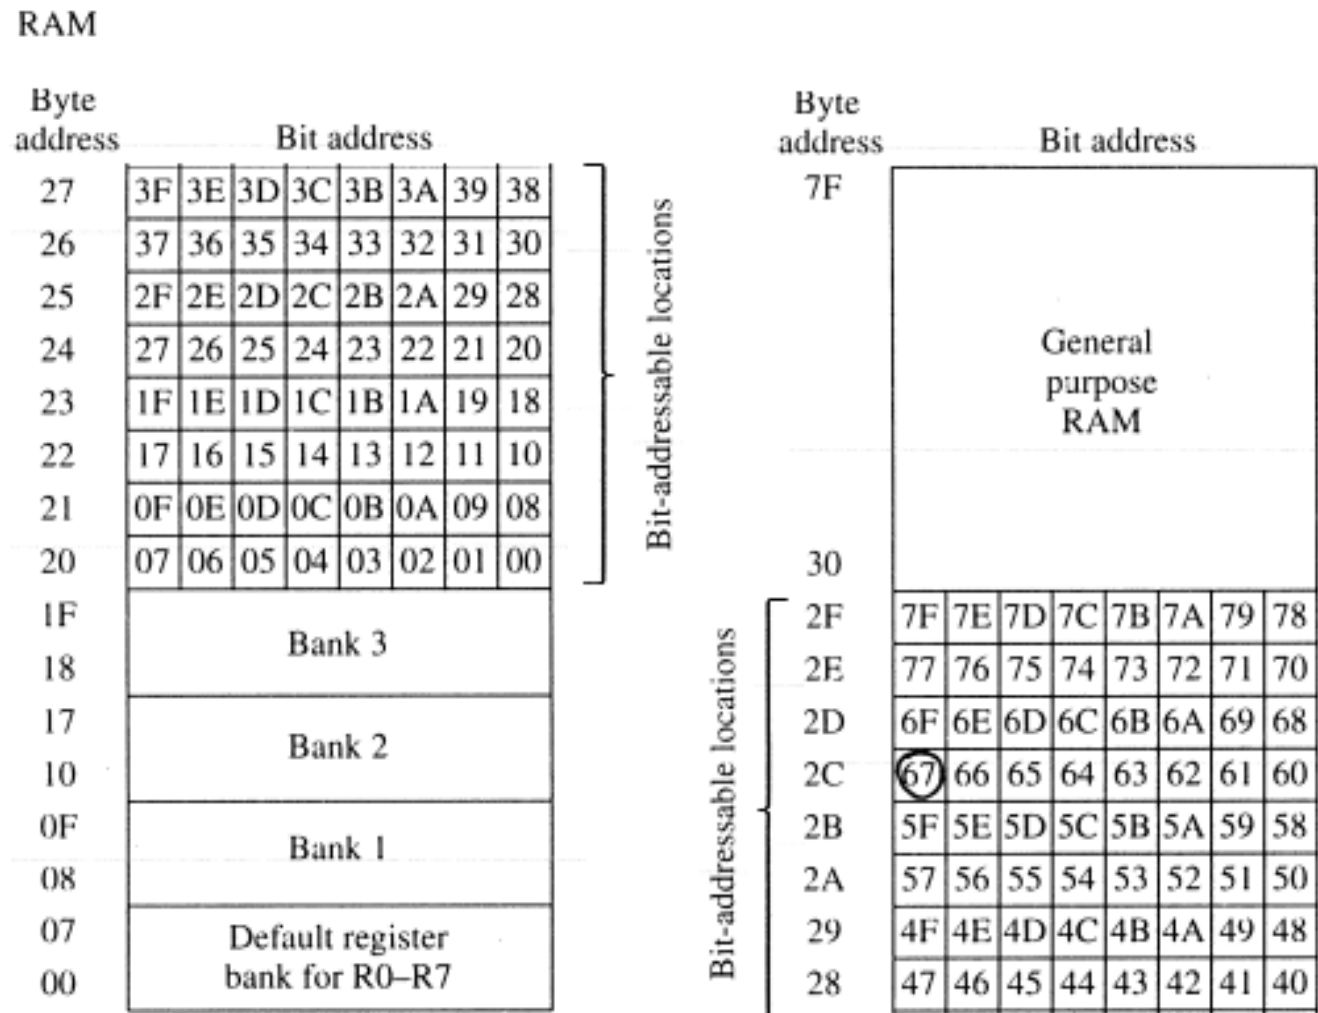 RAM
Byte
address Bit address
27 3F 3E 3D 3C 3B 3A 39 38
26 37 36 35 34 33 32 31 30
25 2F 2E 2D 2C 2B 2A 29 28
24 27 26 25 24 23 22 21 20
23 1F 1E 1D 1C 1B 1A 19 18
22 17 16 15 14 13 12 11 10
21 0F 0E 0D 0C 0B 0A 09 08
20 07 06 05 04 03 02 01 00
Bit-addressable locations
1F
Bank 3
18
17
Bank 2
10
0F
Bank 1
08
07
Default register
bank for R0–R7
00
Byte
address Bit address
7F
General
purpose
RAM
30
2F 7F 7E 7D 7C 7B 7A 79 78
2E 77 76 75 74 73 72 71 70
2D 6F 6E 6D 6C 6B 6A 69 68
2C 67 66 65 64 63 62 61 60
2B 5F 5E 5D 5C 5B 5A 59 58
2A 57 56 55 54 53 52 51 50
29 4F 4E 4D 4C 4B 4A 49 48
28 47 46 45 44 43 42 41 40
Bit-addressable locations